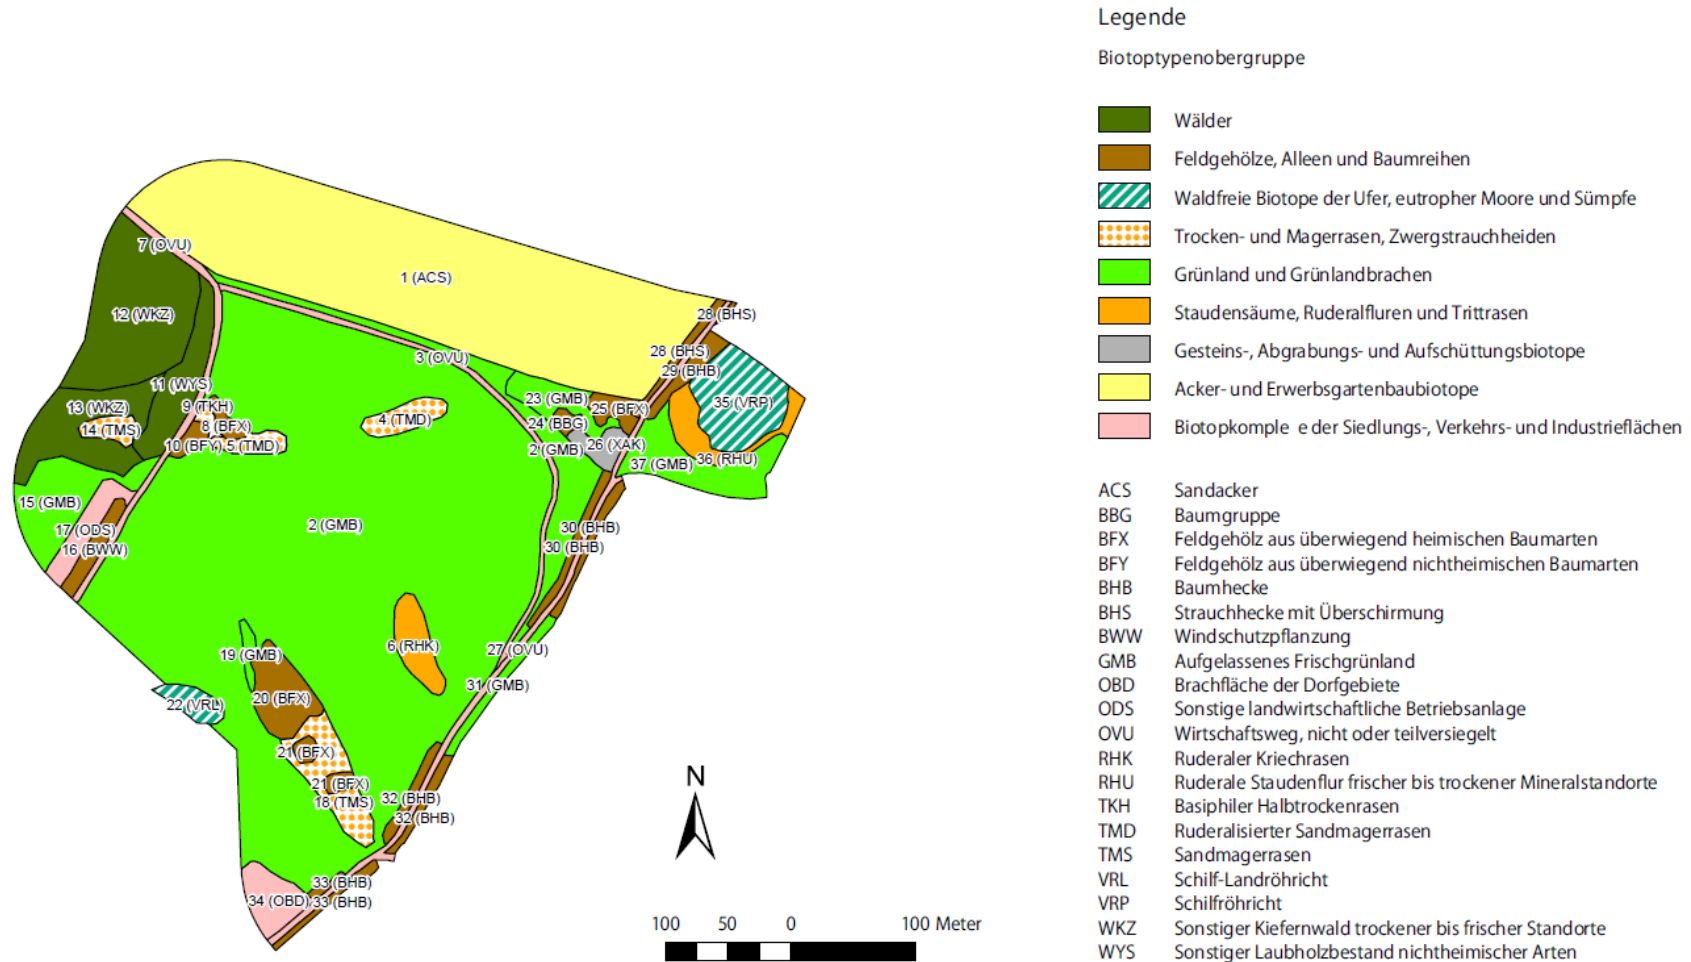 Legende
Biotoptypenobergruppe
Wälder
Feldgehölze, Alleen und Baumreihen
Waldfreie Biotope der Ufer, eutropher Moore und Sümpfe
Trocken- und Magerrasen, Zwergstrauchheiden
Grünland und Grünlandbrachen
Staudensäume, Ruderalfluren und Trittrasen
Gesteins-, Abgrabungs- und Aufschüttungsbiotope
Acker- und Erwerbsgartenbaubiotope
Biotopkomple e der Siedlungs-, Verkehrs- und Industrieflächen
ACS Sandacker
BBG Baumgruppe
BFX Feldgehölz aus überwiegend heimischen Baumarten
BFY Feldgehölz aus überwiegend nichtheimischen Baumarten
BHB Baumhecke
BHS Strauchhecke mit Überschirmung
BWW Windschutzpflanzung
GMB Aufgelassenes Frischgrünland
OBD Brachfläche der Dorfgebiete
ODS Sonstige landwirtschaftliche Betriebsanlage
OVU Wirtschaftsweg, nicht oder teilversiegelt
RHK Ruderaler Kriechrasen
RHU Ruderale Staudenflur frischer bis trockener Mineralstandorte
TKH Basiphiler Halbtrockenrasen
TMD Ruderalisierter Sandmagerrasen
TMS Sandmagerrasen
VRL Schilf-Landröhricht
VRP Schilfröhricht
WKZ Sonstiger Kiefernwald trockener bis frischer Standorte
WYS Sonstiger Laubholzbestand nichtheimischer Arten
7 (OVU)
1 (ACS)
12 (WKZ)
28 (BHS)
3 (OVU)
28 (BHS)
29 (BHB)
11 (WYS)
13 (WKZ)
9 (TKH)
23 (GMB)
25 (BFX)
35 (VRP)
14 (TMS)
8 (BFX)
4 (TMD)
24 (BBG)
10 (BFY)
5 (TMD)
2 (GMB)
26 (XAK)
37 (GMB)
36 (RHU)
15 (GMB)
17 (ODS)
16 (BWW)
2 (GMB)
30 (BHB)
30 (BHB)
19 (GMB)
6 (RHK)
27 (OVU)
31 (GMB)
20 (BFX)
22 (VRL)
21 (BFX)
21 (BFX)
18 (TMS)
32 (BHB)
32 (BHB)
33 (BHB)
34 (OBD)
33 (BHB)
N
100 50 0 100 Meter